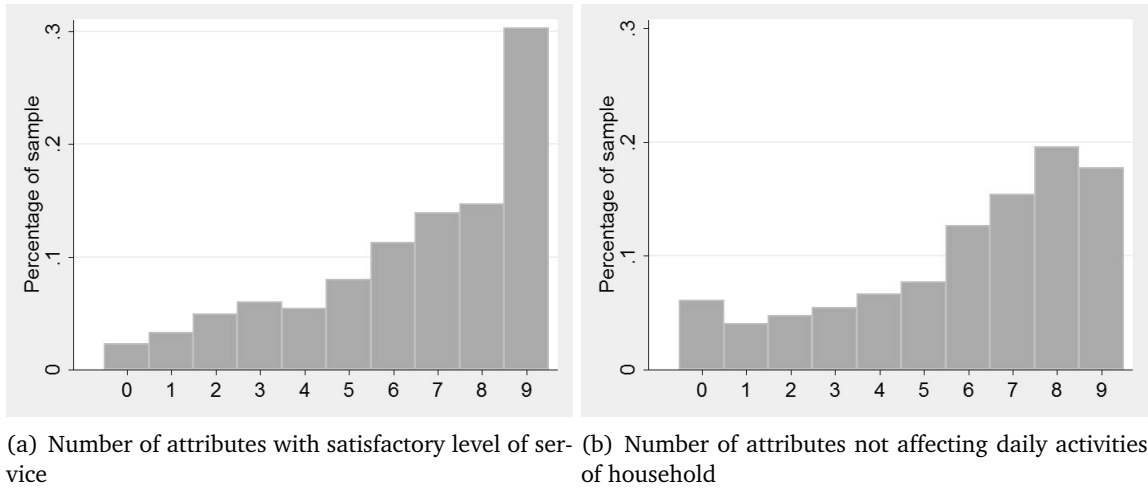 Percentage of sample
0 .1 .2 .3
0 1 2 3 4 5 6 7 8 9
(a) Number of attributes with satisfactory level of ser-
vice
Percentage of sample
0 .1 .2 .3
0 1 2 3 4 5 6 7 8 9
(b) Number of attributes not affecting daily activities
of household